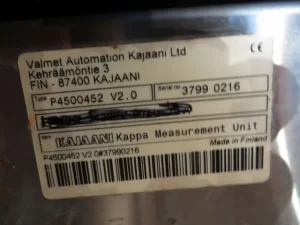 Valmet Automation Kajaani Ltd
Kehräämöntie 3
FIN - 87400 KAJAANI
CE
Type P4500452 V2.0
Serial no 3799 0216
KAJAANI Kappa Measurement Unit
Made in Finland
P4500452 V2.0#37990216